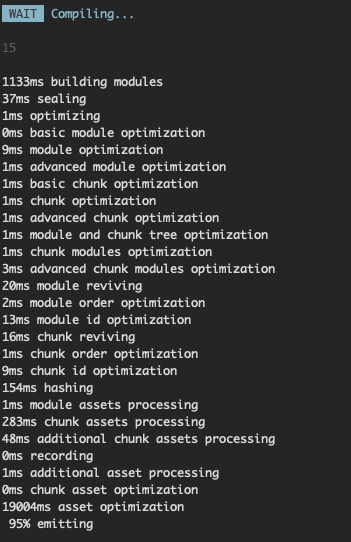 WAIT Compiling...
15
1133ms building modules
37ms sealing
1ms optimizing
0ms basic module optimization
9ms module optimization
1ms advanced module optimization
1ms basic chunk optimization
1ms chunk optimization
1ms advanced chunk optimization
1ms module and chunk tree optimization
1ms chunk modules optimization
3ms advanced chunk modules optimization
20ms module reviving
2ms module order optimization
13ms module id optimization
16ms chunk reviving
1ms chunk order optimization
9ms chunk id optimization
154ms hashing
1ms module assets processing
283ms chunk assets processing
48ms additional chunk assets processing
0ms recording
1ms additional asset processing
0ms chunk asset optimization
19004ms asset optimization
95% emitting